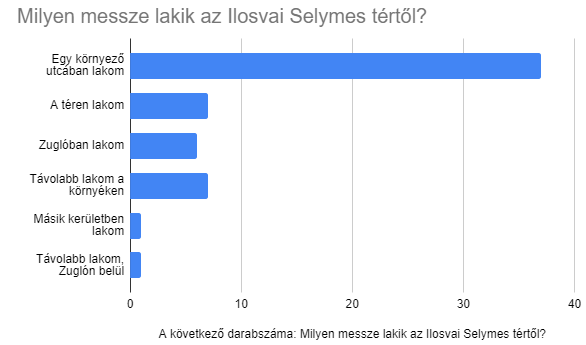 Milyen messze lakik az Ilosvai Selymes tértől?
Egy környező
utcában lakom
A téren lakom
Zuglóban lakom
Távolabb lakom a
környéken
Másik kerületben
lakom
Távolabb lakom,
Zuglón belül
0 10 20 30 40
A következő darabszáma: Milyen messze lakik az Ilosvai Selymes tértől?